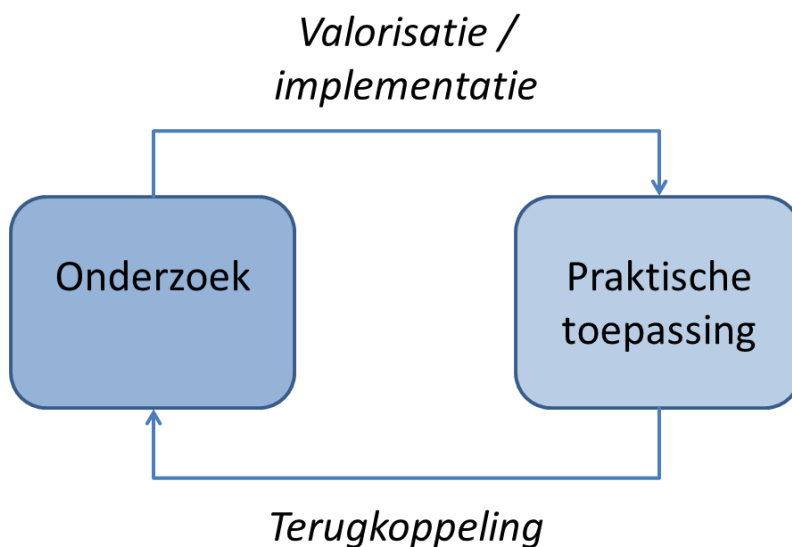 Valorisatie /
implementatie
Onderzoek
Praktische
toepassing
Terugkoppeling